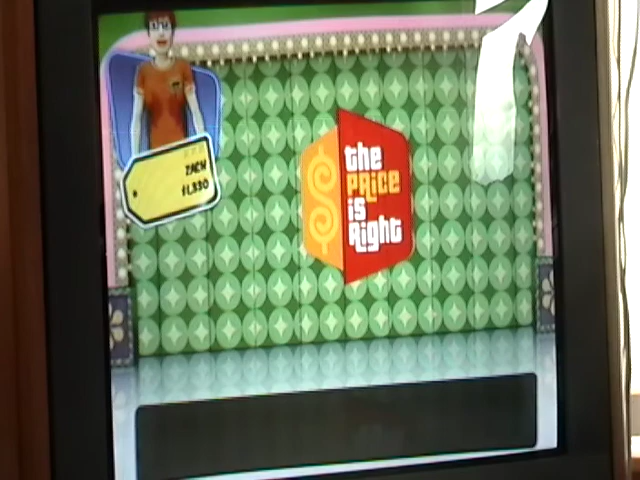 ZACH
$1,330
the
PRICE
is
Right